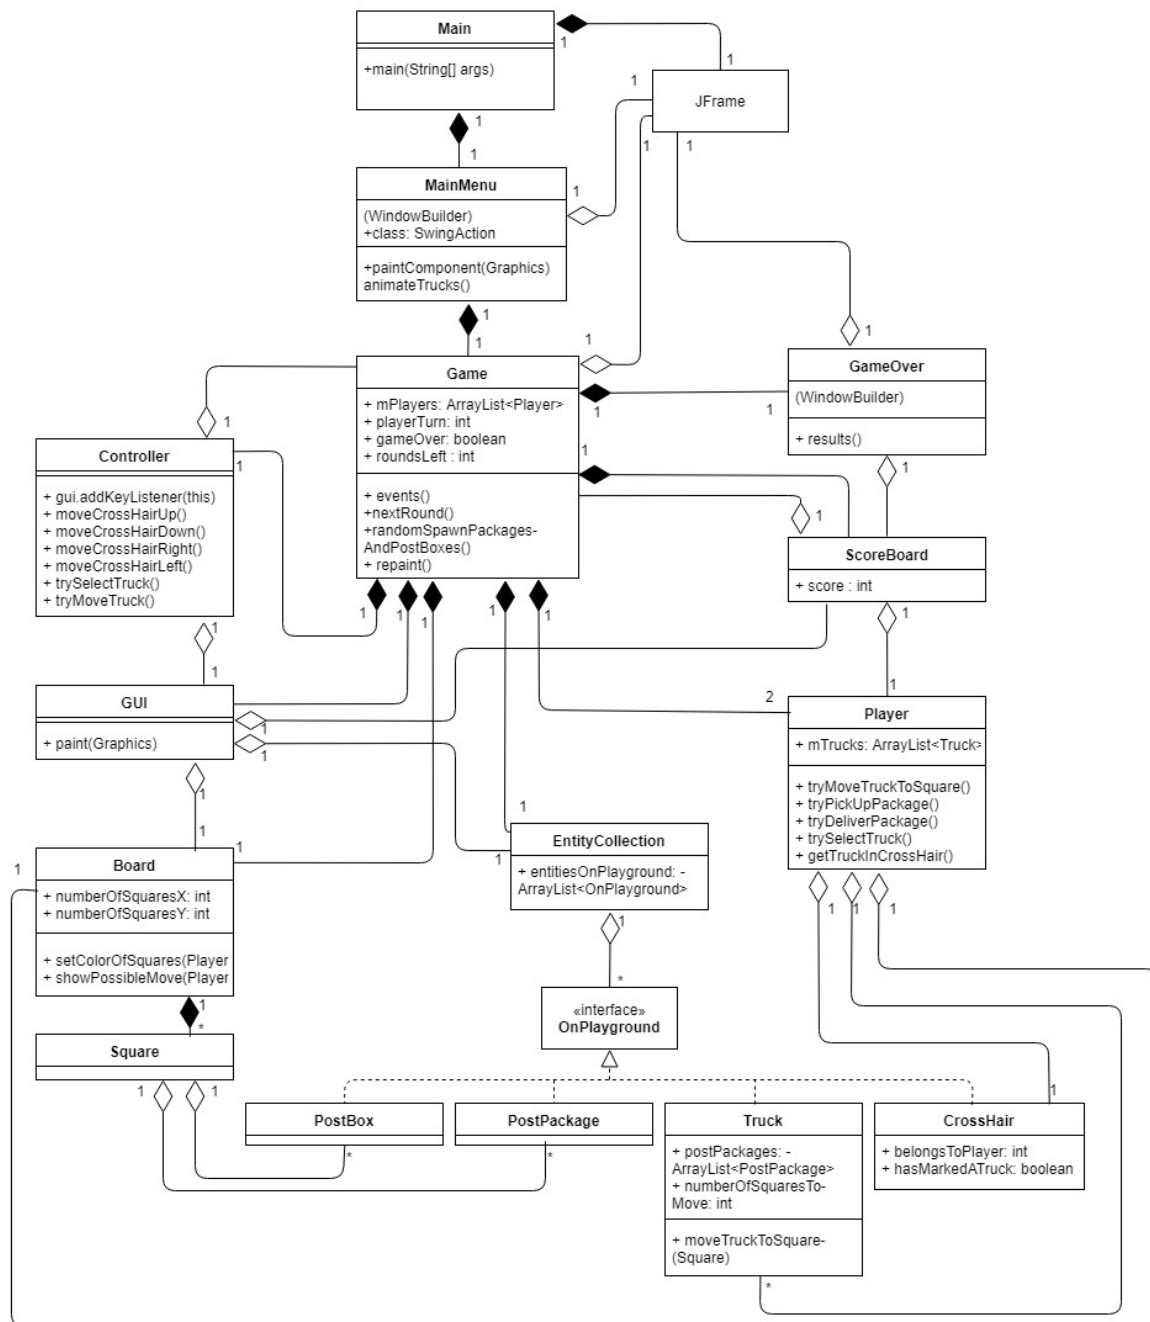 Main
+main(String[] args)
1
1
JFrame
1
1
1
1
1
1
MainMenu
(WindowBuilder)
+class: SwingAction
+paintComponent(Graphics)
animateTrucks()
1
1
1
1
1
Game
+ mPlayers: ArrayList<Player>
+ playerTurn: int
+ gameOver: boolean
+ roundsLeft : int
+ events()
+nextRound()
+randomSpawnPackages-
AndPostBoxes()
+ repaint()
GameOver
(WindowBuilder)
+ results()
1
1
1
1
1
1
1
Controller
+ gui.addKeyListener(this)
+ moveCrossHairUp()
+ moveCrossHairDown()
+ moveCrossHairRight()
+ moveCrossHairLeft()
+ trySelectTruck()
+ tryMoveTruck()
ScoreBoard
+ score : int
1
1
1
1
1
1
1
1
2
1
GUI
+ paint(Graphics)
1
1
1
1
Player
+ mTrucks: ArrayList<Truck>
+ tryMoveTruckToSquare()
+ tryPickUpPackage()
+ tryDeliverPackage()
+ trySelectTruck()
+ getTruckInCrossHair()
1
1
1
1
1
Board
+ numberOfSquaresX: int
+ numberOfSquaresY: int
+ setColorOfSquares(Player
+ showPossibleMove(Player
EntityCollection
+ entitiesOnPlayground: -
ArrayList<OnPlayground>
1
1
1
1
*
«interface»
OnPlayground
1
*
Square
1
1
1
PostBox
*
PostPackage
*
Truck
+ postPackages: -
ArrayList<PostPackage>
+ numberOfSquaresTo-
Move: int
+ moveTruckToSquare-
(Square)
*
CrossHair
+ belongsToPlayer: int
+ hasMarkedATruck: boolean